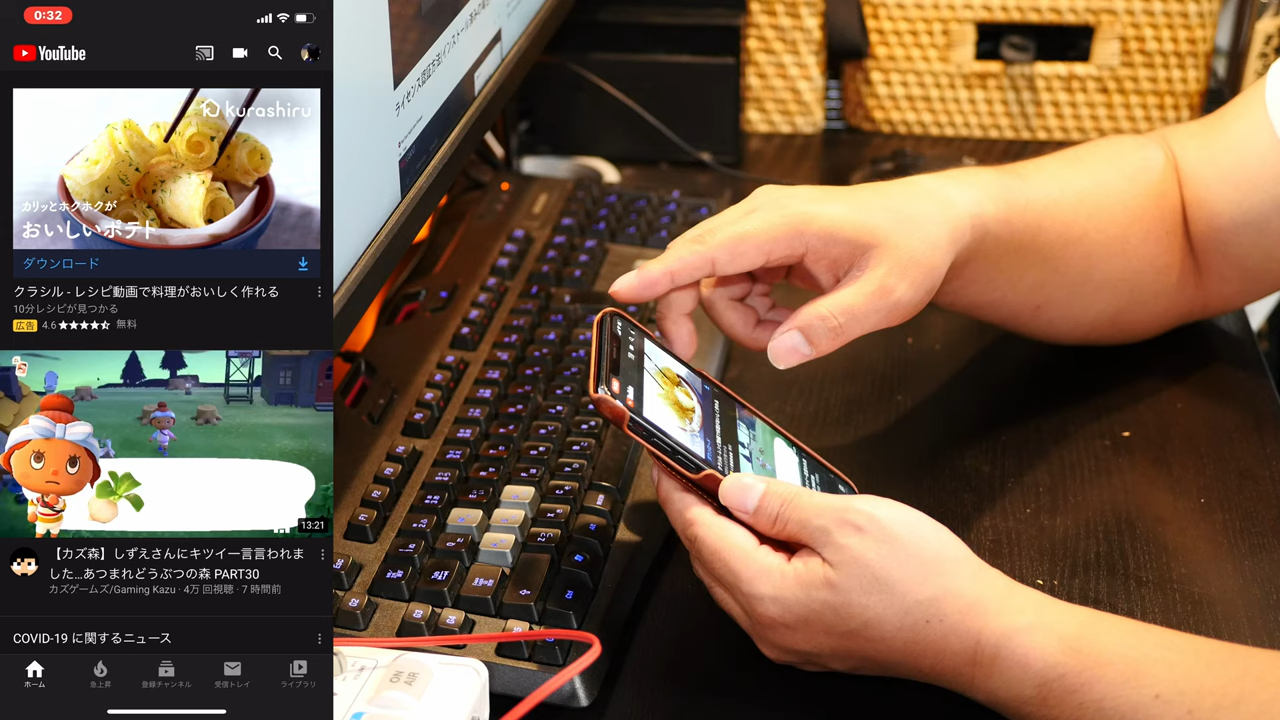 0:32
YouTube
kurashiru
カリッとホクホクが
おいしいポテト
ダウンロード
クラシル - レシピ動画で料理がおいしく作れる
10分レシピが見つかる
広告 4.6 無料
13:21
【カズ森】しずえさんにキツイ一言言われま
した...あつまれどうぶつの森 PART30
カズゲームズ/Gaming Kazu · 4万 回視聴 · 7 時間前
COVID-19 に関するニュース
ホーム
急上昇
登録チャンネル
受信トレイ
ライブラリ
ON
AIR